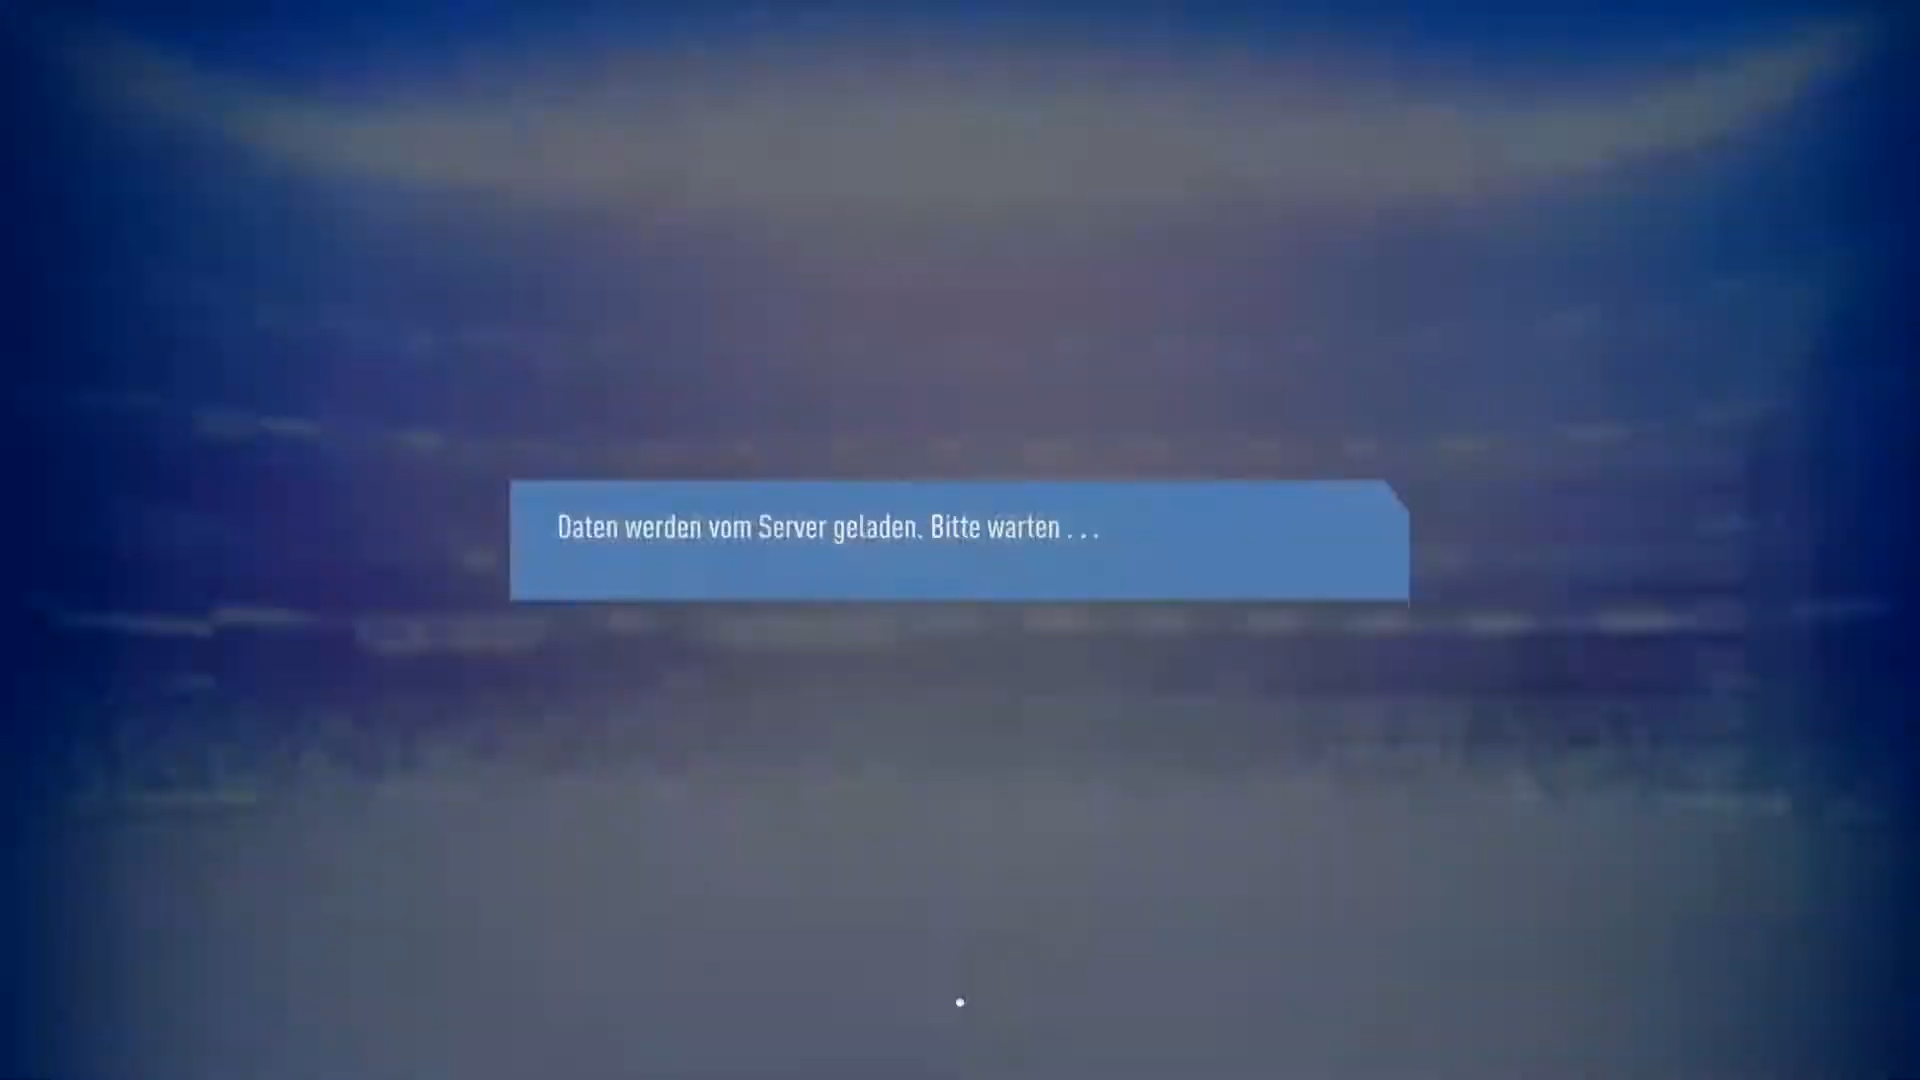 Daten werden vom Server geladen. Bitte warten . . .